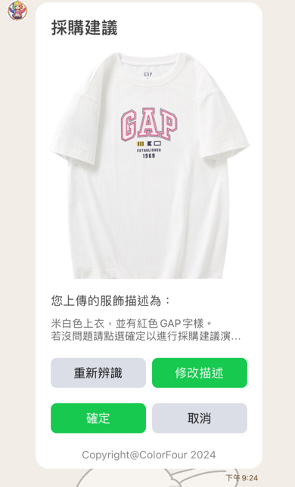 採購建議
GAP
GAP
ESTABLISHED
1969
您上傳的服飾描述為：
米白色上衣，並有紅色GAP字樣。
若沒問題請點選確定以進行採購建議演...
重新辨識
修改描述
確定
取消
Copyright@ColorFour 2024
下午 9:24